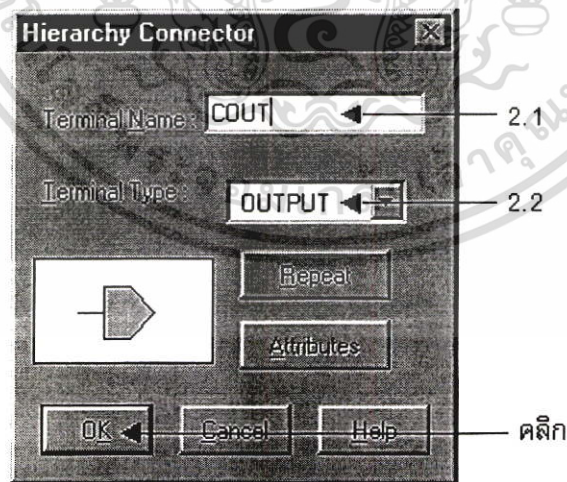 Hierarchy Connector
Terminal Name : COUT
2.1
Terminal Type : OUTPUT
2.2
Repeat
Attributes
OK Cancel Help
คลิก